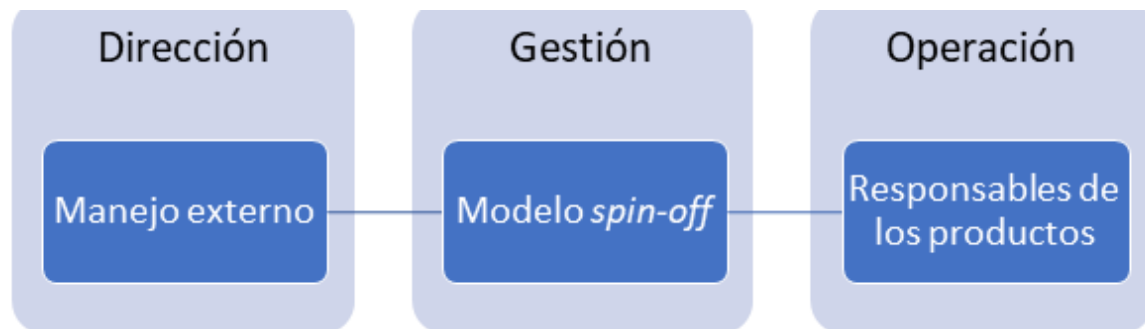 Dirección
Manejo externo
Gestión
Modelo spin-off
Operación
Responsables de
los productos